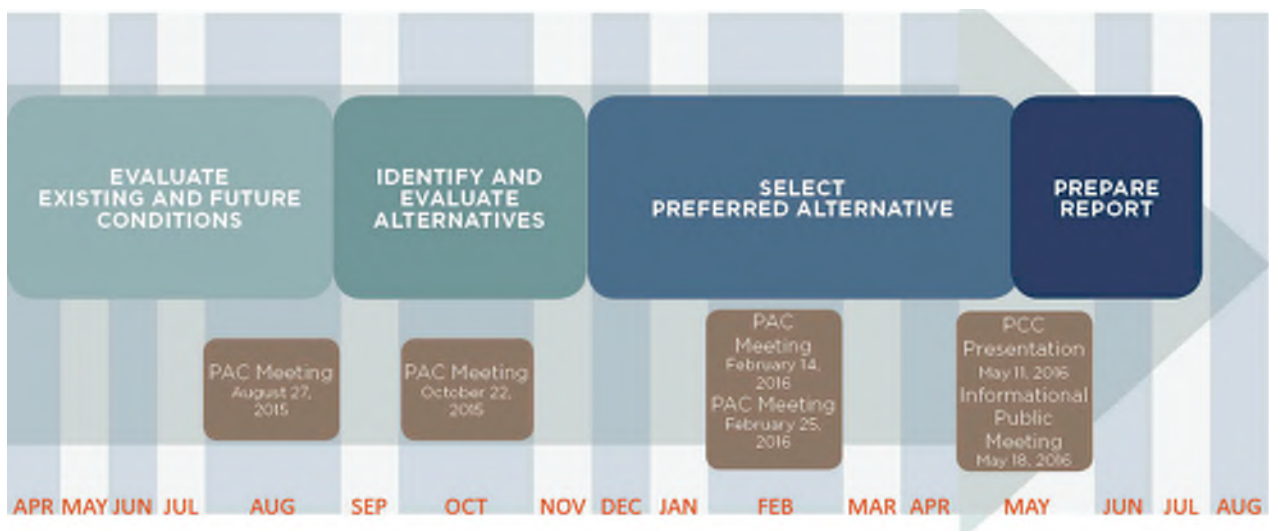 EVALUATE
EXISTING AND FUTURE
CONDITIONS
IDENTIFY AND
EVALUATE
ALTERNATIVES
SELECT
PREFERRED ALTERNATIVE
PREPARE
REPORT
PAC Meeting
August 27,
2015
PAC Meeting
October 22,
2015
PAC
Meeting
February 14,
2016
PAC Meeting
February 25,
2016
PCC
Presentation
May 11, 2016
Informational
Public
Meeting
May 18, 2016
APR MAY JUN JUL AUG SEP OCT NOV DEC JAN FEB MAR APR MAY JUN JUL AUG